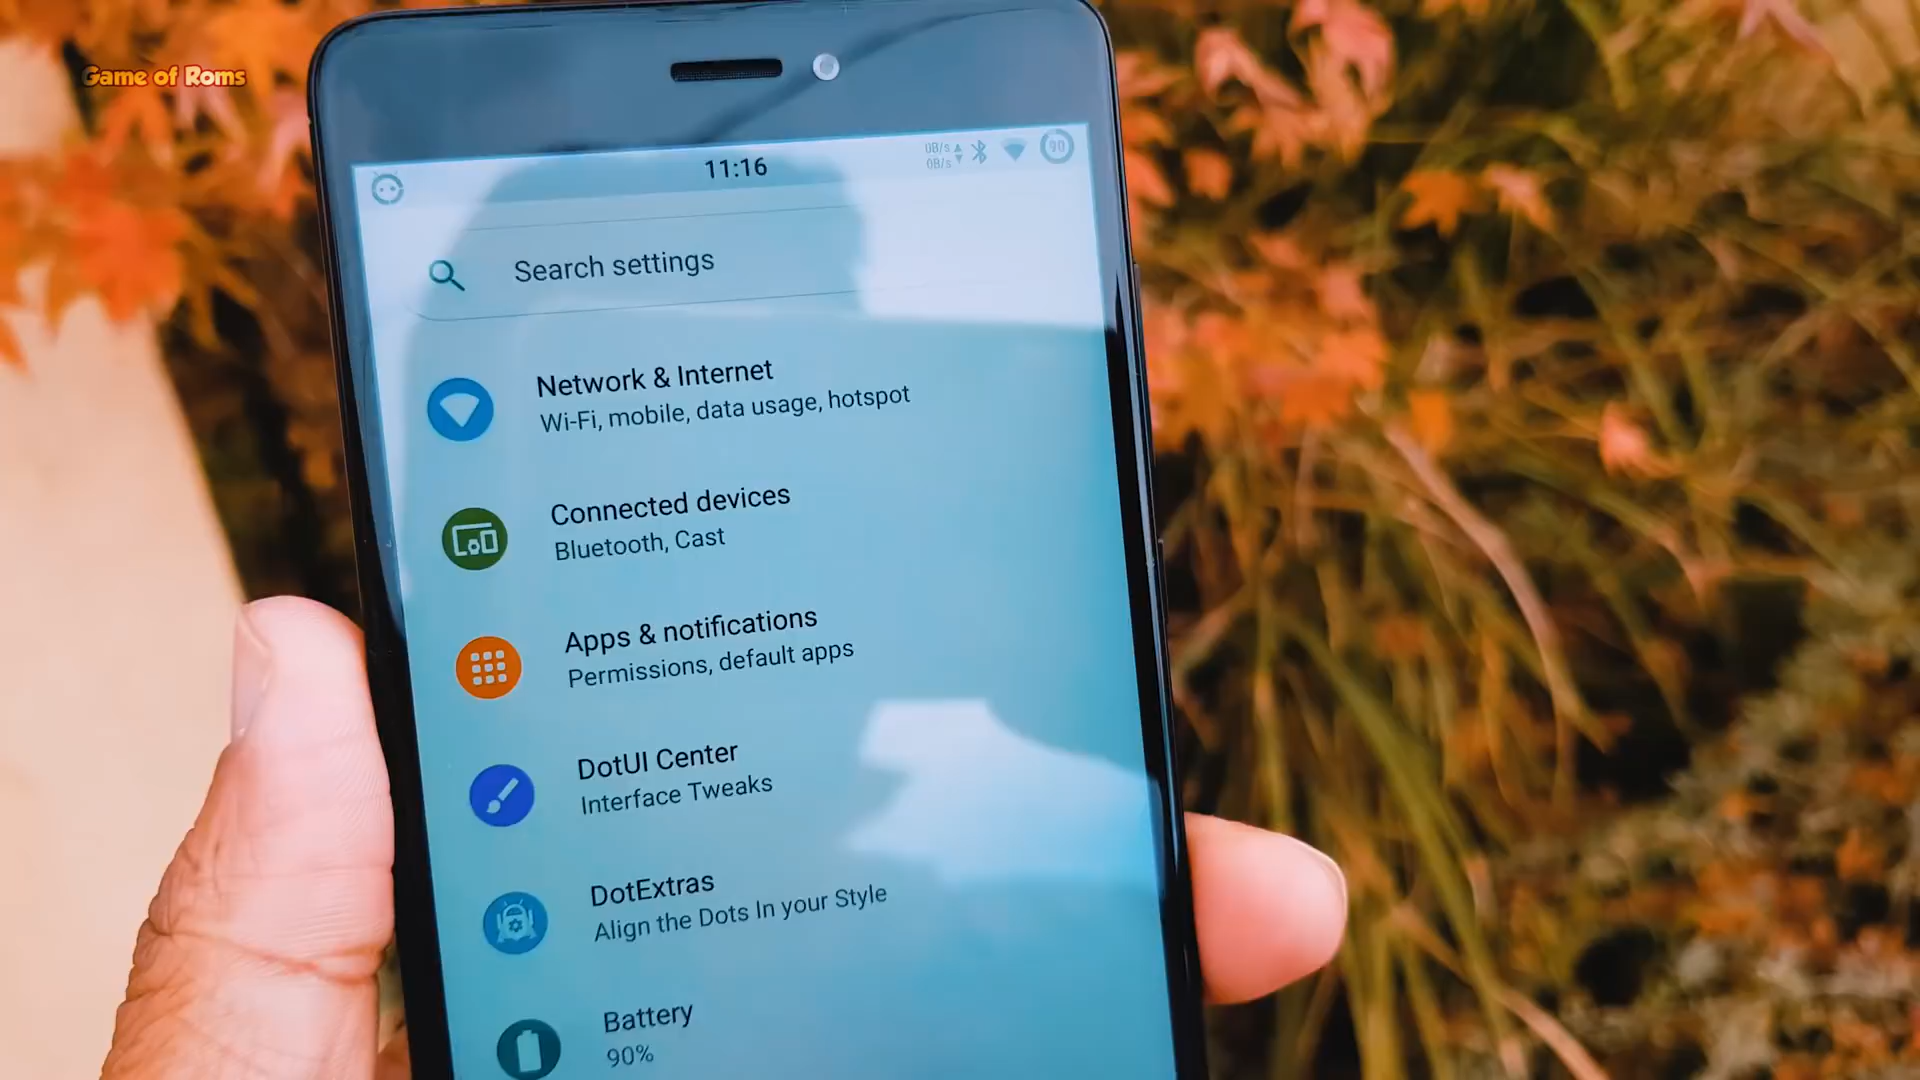 Game of Roms
11:16
0B/s
0B/s
90
Search settings
Network & Internet
Wi-Fi, mobile, data usage, hotspot
Connected devices
Bluetooth, Cast
Apps & notifications
Permissions, default apps
DotUI Center
Interface Tweaks
DotExtras
Align the Dots In your Style
Battery
90%